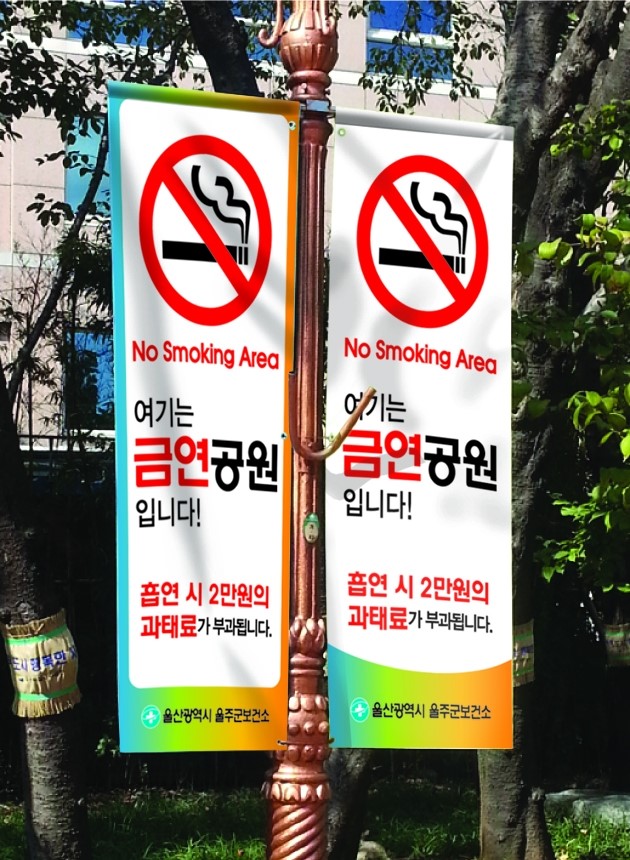 No Smoking Area
여기는
금연공원
입니다!
흡연 시 2만원의
과태료가 부과됩니다.
울산광역시 울주군보건소
No Smoking Area
여기는
금연공원
입니다!
흡연 시 2만원의
과태료가 부과됩니다.
울산광역시 울주군보건소